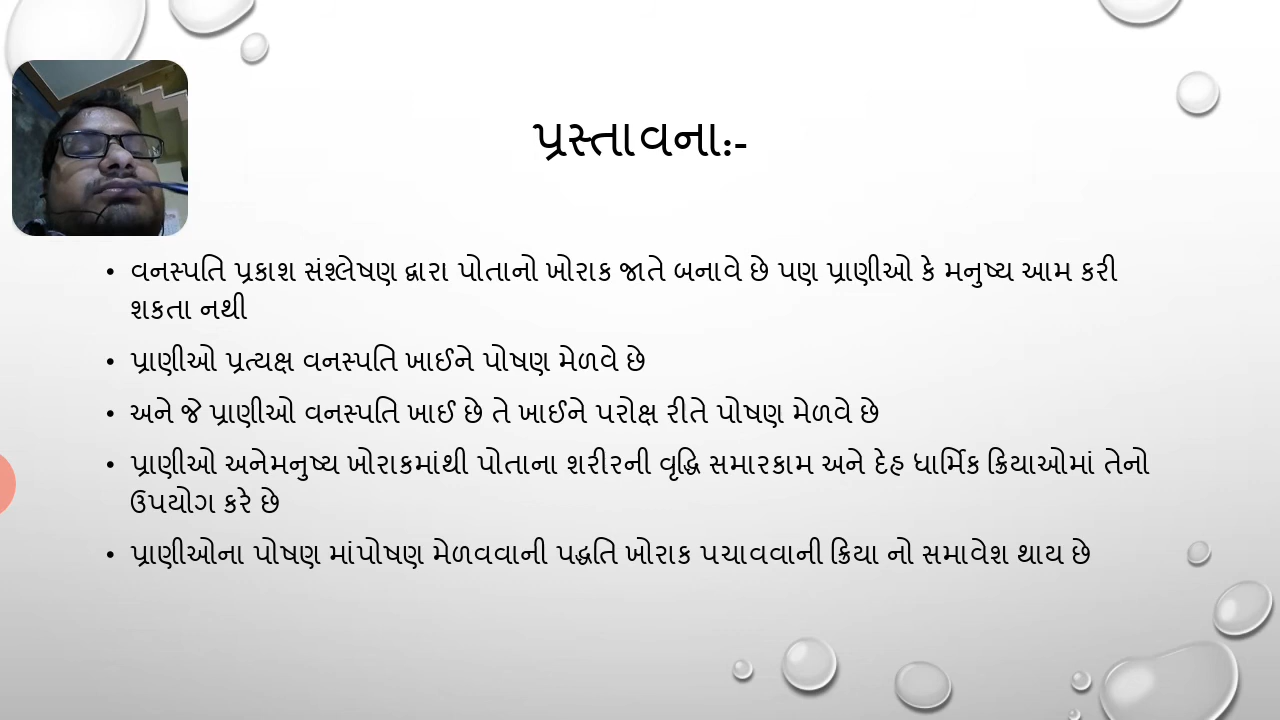 પ્રસ્તાવના:-
• વનસ્પતિ પ્રકાશ સંશ્લેષણ દ્વારા પોતાનો ખોરાક જાતે બનાવે છે પણ પ્રાણીઓ કે મનુષ્ય આમ કરી
શકતા નથી
• પ્રાણીઓ પ્રત્યક્ષ વનસ્પતિ ખાઈને પોષણ મેળવે છે
• અને જે પ્રાણીઓ વનસ્પતિ ખાઈ છે તે ખાઈને પરોક્ષ રીતે પોષણ મેળવે છે
• પ્રાણીઓ અનેમનુષ્ય ખોરાકમાંથી પોતાના શરીરની વૃદ્ધિ સમારકામ અને દેહ ધાર્મિક ક્રિયાઓમાં તેનો
ઉપયોગ કરે છે
• પ્રાણીઓના પોષણ માંપોષણ મેળવવાની પદ્ધતિ ખોરાક પચાવવાની ક્રિયા નો સમાવેશ થાય છે